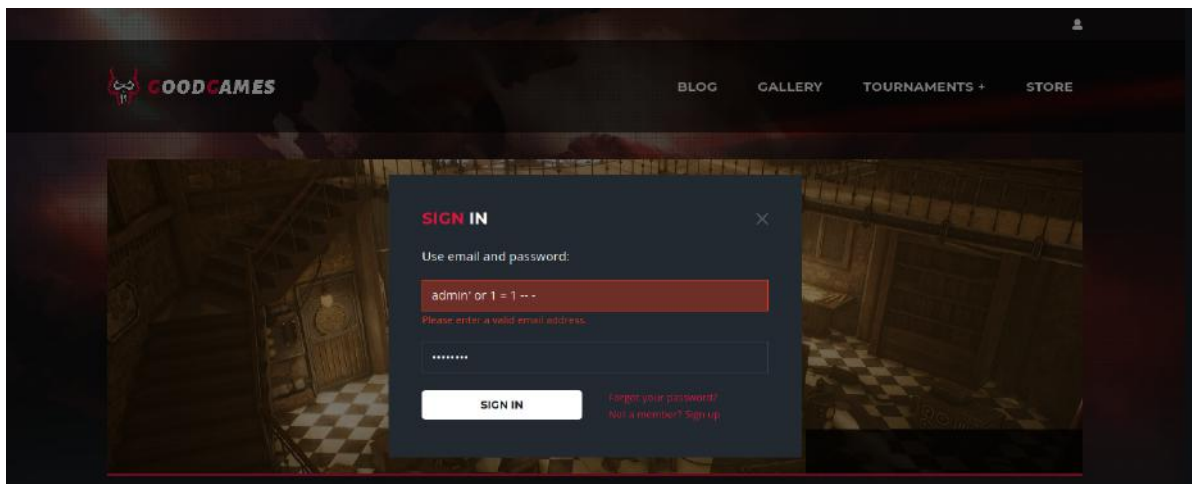 GOODGAMES
BLOG GALLERY TOURNAMENTS + STORE
SIGN IN
Use email and password:
admin' or 1 = 1 -- -
Please enter a valid email address.
••••••••
SIGN IN
Forgot your password?
Not a member? Sign up